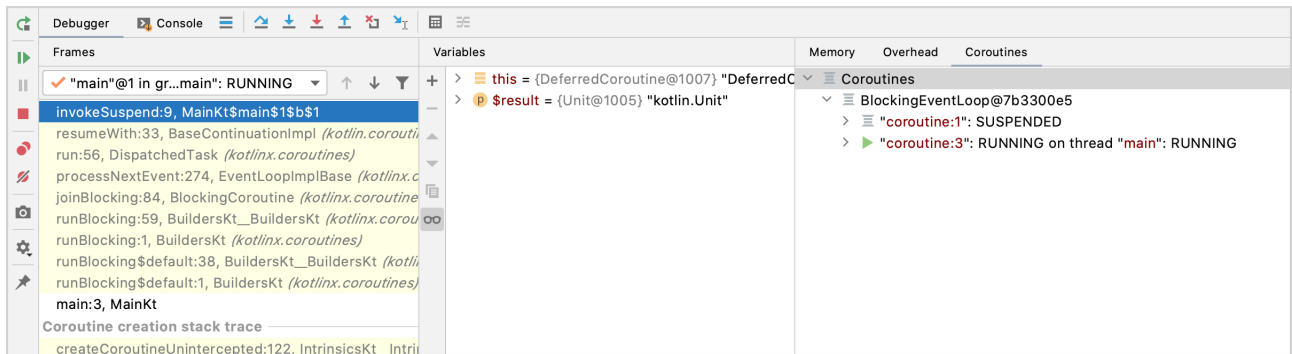 Debugger
Console
Frames
Variables
Memory
Overhead
Coroutines
"main"@1 in gr...main": RUNNING
invokeSuspend:9, MainKt$main$1$b$1
resumeWith:33, BaseContinuationImpl (kotlin.corouti
run:56, DispatchedTask (kotlinx.coroutines)
processNextEvent:274, EventLoopImplBase (kotlinx.c
joinBlocking:84, BlockingCoroutine (kotlinx.coroutine
runBlocking:59, BuildersKt__BuildersKt (kotlinx.corou
runBlocking:1, BuildersKt (kotlinx.coroutines)
runBlocking$default:38, BuildersKt__BuildersKt (kotli
runBlocking$default:1, BuildersKt (kotlinx.coroutines)
main:3, MainKt
Coroutine creation stack trace
createCoroutineUnintercepted:122, IntrinsicsKt__Intri
this = {DeferredCoroutine@1007} "DeferredC
p $result = {Unit@1005} "kotlin.Unit"
Coroutines
BlockingEventLoop@7b3300e5
"coroutine:1": SUSPENDED
"coroutine:3": RUNNING on thread "main": RUNNING